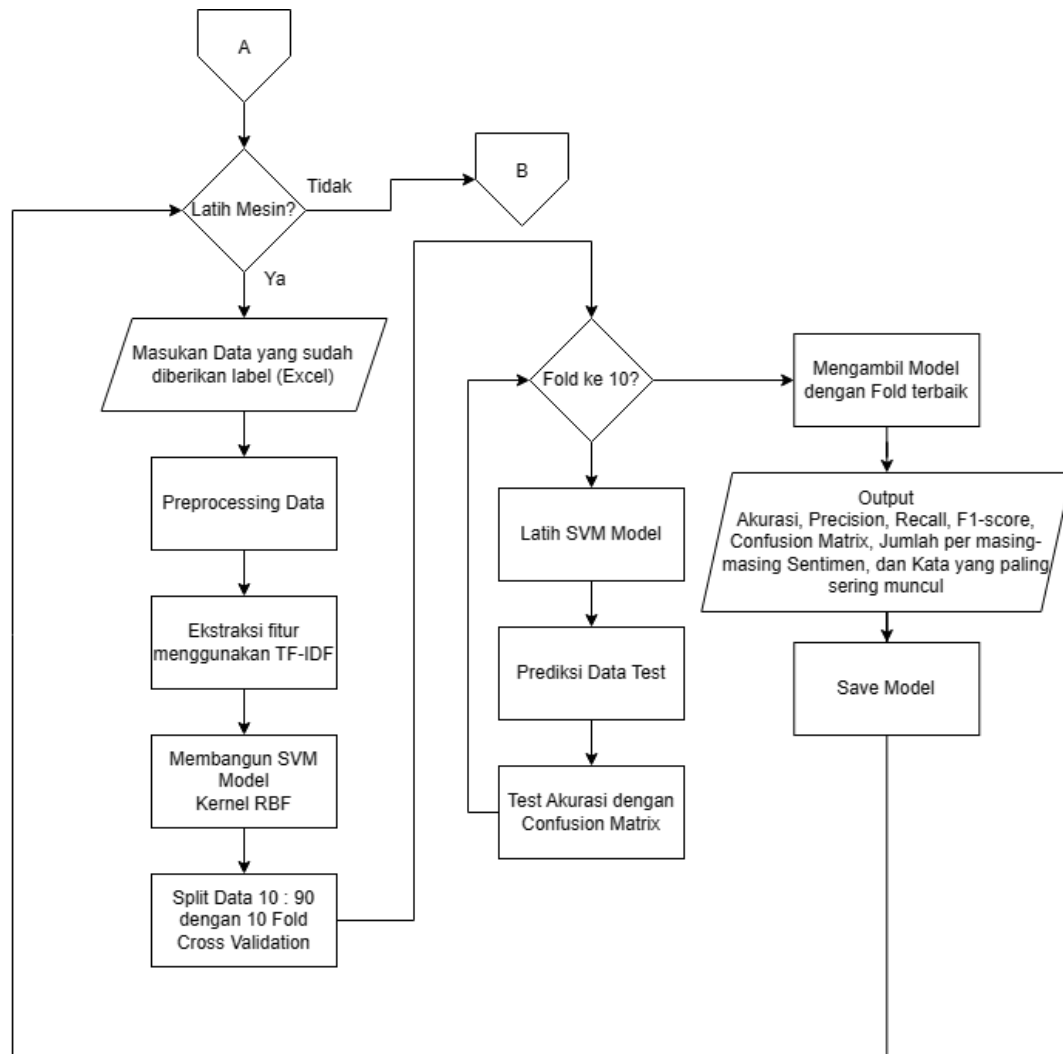 A
Latih Mesin?
Tidak
B
Ya
Masukan Data yang sudah
diberikan label (Excel)
Preprocessing Data
Ekstraksi fitur
menggunakan TF-IDF
Membangun SVM
Model
Kernel RBF
Split Data 10 : 90
dengan 10 Fold
Cross Validation
Fold ke 10?
Latih SVM Model
Prediksi Data Test
Test Akurasi dengan
Confusion Matrix
Mengambil Model
dengan Fold terbaik
Output
Akurasi, Precision, Recall, F1-score,
Confusion Matrix, Jumlah per masing-
masing Sentimen, dan Kata yang paling
sering muncul
Save Model